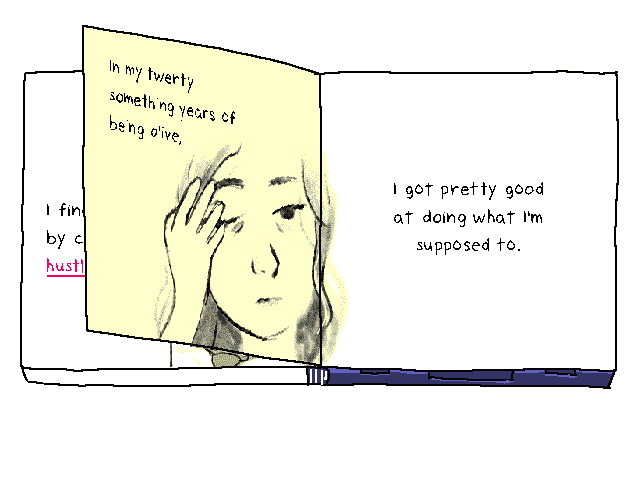 In my twenty
something years of
being alive,
I fin
by c
hustl
I got pretty good
at doing what I'm
supposed to.